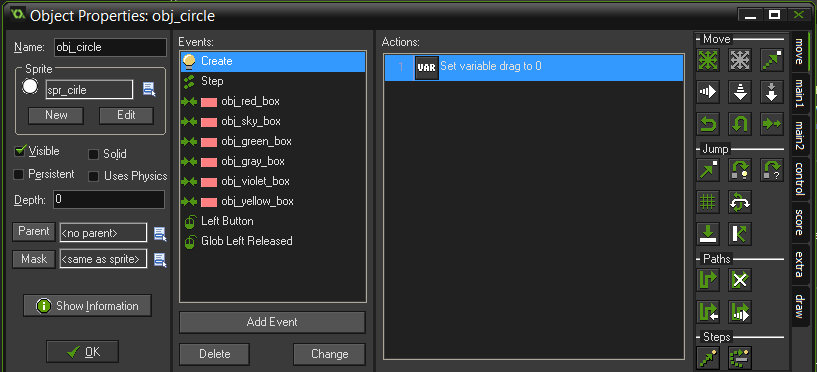 Object Properties: obj_circle
Name: obj_circle
Sprite
spr_cirle
New Edit
Visible Solid
Persistent Uses Physics
Depth: 0
Parent <no parent>
Mask <same as sprite>
Show Information
OK
Events:
Create
Step
obj_red_box
obj_sky_box
obj_green_box
obj_gray_box
obj_violet_box
obj_yellow_box
Left Button
Glob Left Released
Add Event
Delete Change
Actions:
1 VAR Set variable drag to 0
Move
Jump
?
Paths
Steps
move
main1
main2
control
score
extra
draw